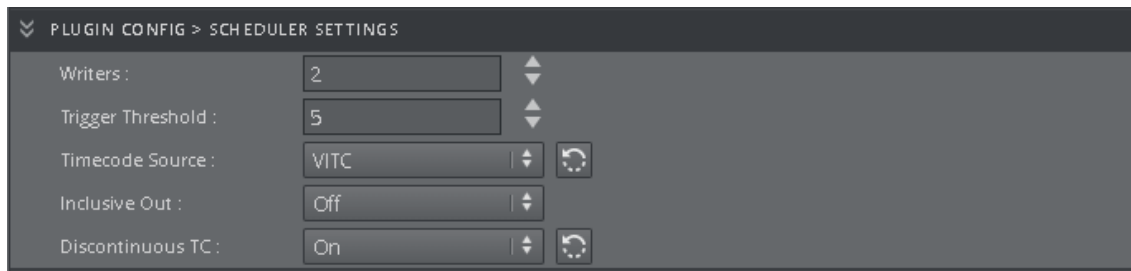 PLUGIN CONFIG > SCHEDULER SETTINGS
Writers : 2
Trigger Threshold : 5
Timecode Source : VITC
Inclusive Out : Off
Discontinuous TC : On